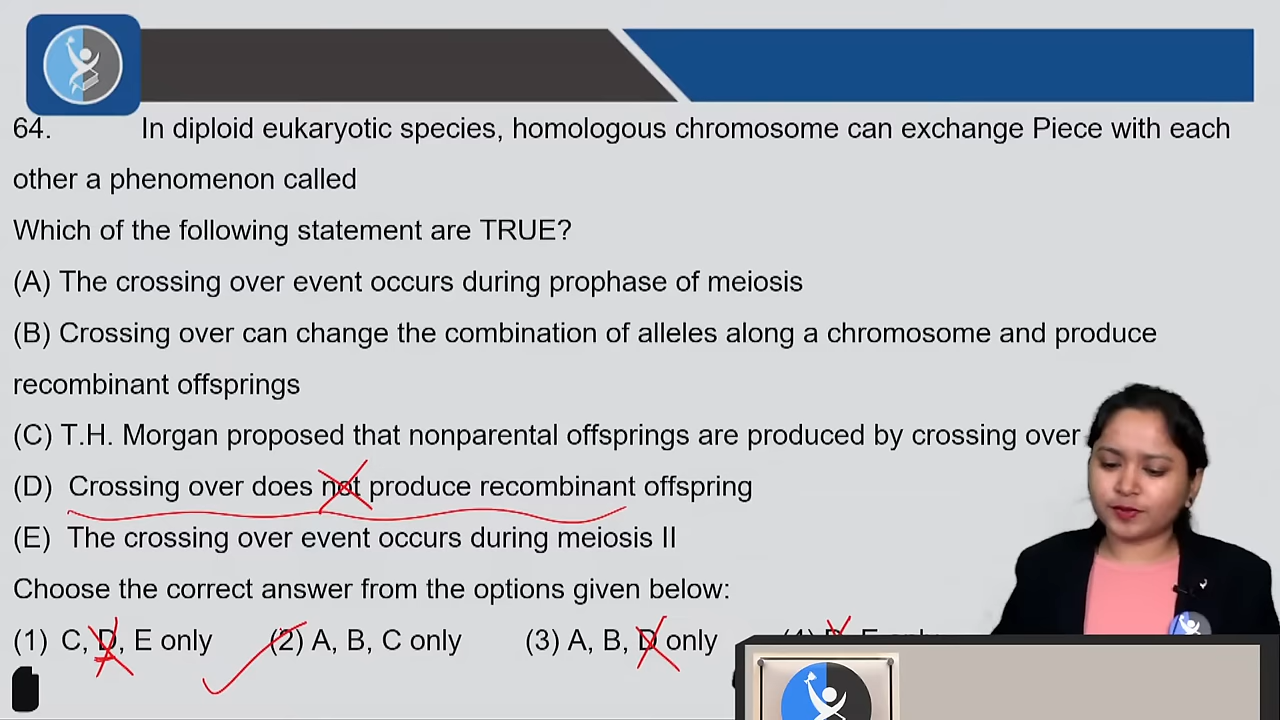 64. In diploid eukaryotic species, homologous chromosome can exchange Piece with each
other a phenomenon called
Which of the following statement are TRUE?
(A) The crossing over event occurs during prophase of meiosis
(B) Crossing over can change the combination of alleles along a chromosome and produce
recombinant offsprings
(C) T.H. Morgan proposed that nonparental offsprings are produced by crossing over
(D) Crossing over does not produce recombinant offspring
(E) The crossing over event occurs during meiosis II
Choose the correct answer from the options given below:
(1) C, D, E only (2) A, B, C only (3) A, B, D only